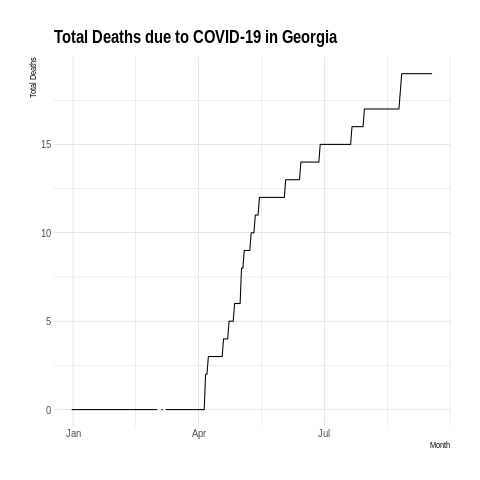 Total Deaths due to COVID-19 in Georgia
Total Deaths
15
10
5
0
Jan Apr Jul
Month